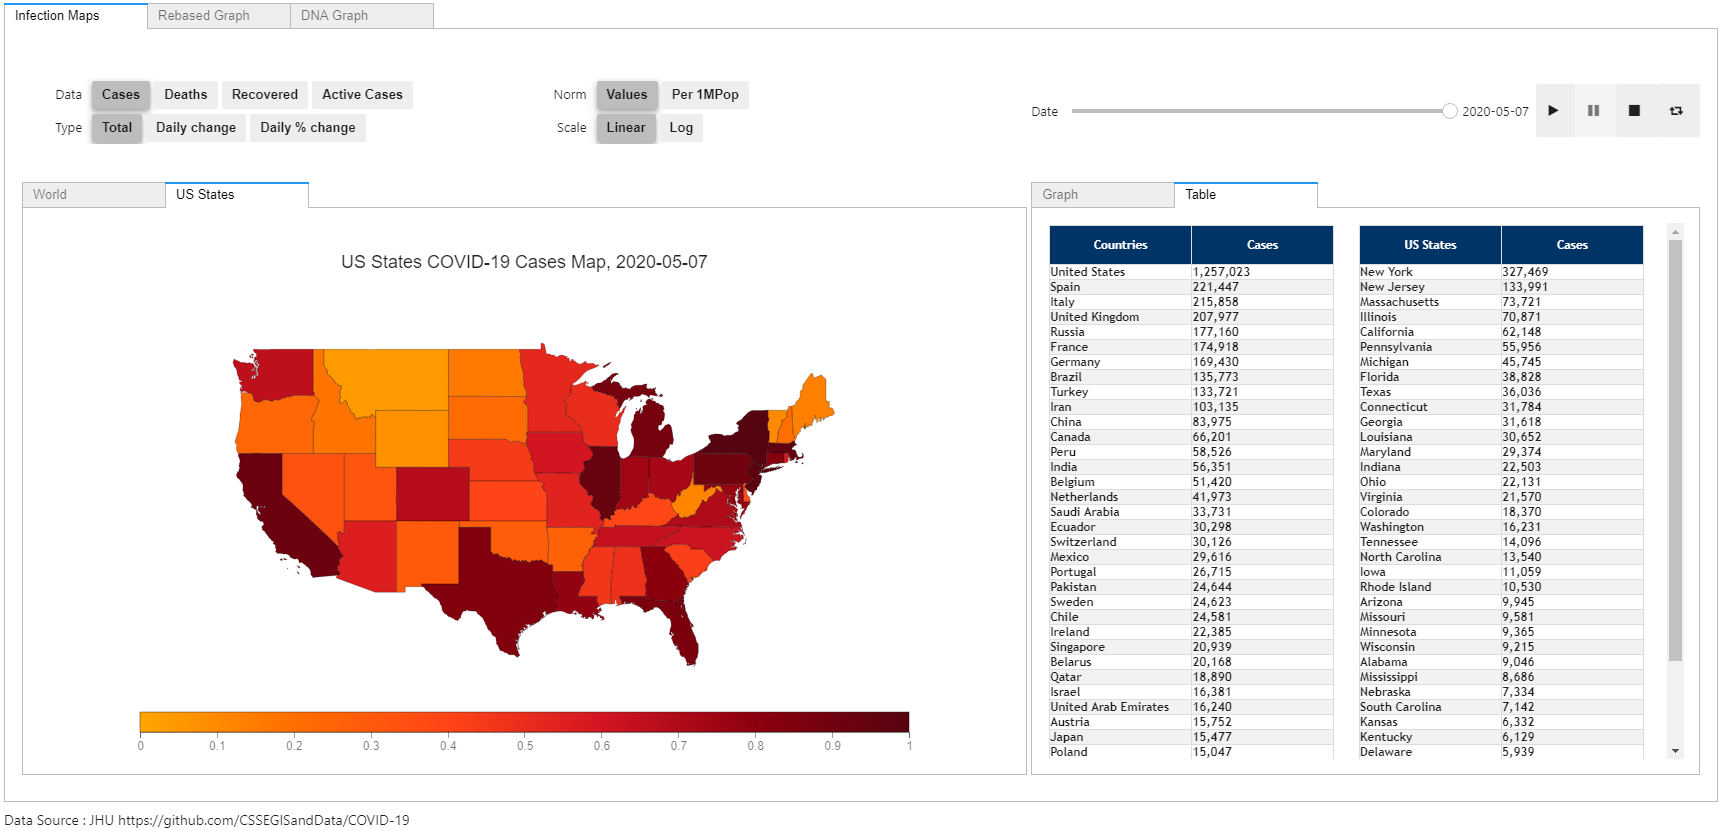 Infection Maps Rebased Graph DNA Graph
Data Cases Deaths Recovered Active Cases Norm Values Per 1MPop
Date 2020-05-07
Type Total Daily change Daily % change Scale Linear Log
World US States
Graph Table
US States COVID-19 Cases Map, 2020-05-07
0 0.1 0.2 0.3 0.4 0.5 0.6 0.7 0.8 0.9 1
Countries Cases US States Cases
United States 1,257,023 New York 327,469
Spain 221,447 New Jersey 133,991
Italy 215,858 Massachusetts 73,721
United Kingdom 207,977 Illinois 70,871
Russia 177,160 California 62,148
France 174,918 Pennsylvania 55,956
Germany 169,430 Michigan 45,745
Brazil 135,773 Florida 38,828
Turkey 133,721 Texas 36,036
Iran 103,135 Connecticut 31,784
China 83,975 Georgia 31,618
Canada 66,201 Louisiana 30,652
Peru 58,526 Maryland 29,374
India 56,351 Indiana 22,503
Belgium 51,420 Ohio 22,131
Netherlands 41,973 Virginia 21,570
Saudi Arabia 33,731 Colorado 18,370
Ecuador 30,298 Washington 16,231
Switzerland 30,126 Tennessee 14,096
Mexico 29,616 North Carolina 13,540
Portugal 26,715 Iowa 11,059
Pakistan 24,644 Rhode Island 10,530
Sweden 24,623 Arizona 9,945
Chile 24,581 Missouri 9,581
Ireland 22,385 Minnesota 9,365
Singapore 20,939 Wisconsin 9,215
Belarus 20,168 Alabama 9,046
Qatar 18,890 Mississippi 8,686
Israel 16,381 Nebraska 7,334
United Arab Emirates 16,240 South Carolina 7,142
Austria 15,752 Kansas 6,332
Japan 15,477 Kentucky 6,129
Poland 15,047 Delaware 5,939
Data Source : JHU https://github.com/CSSEGISandData/COVID-19